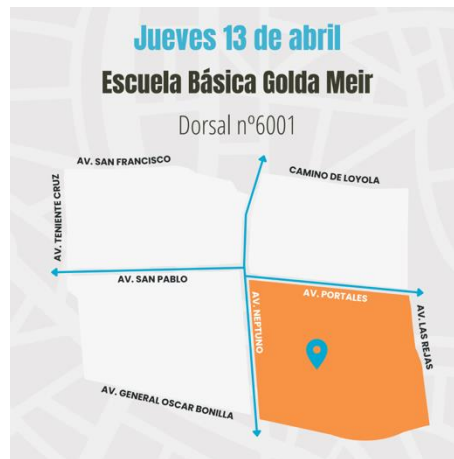 Jueves 13 de abril
Escuela Básica Golda Meir
Dorsal nº6001
AV. SAN FRANCISCO
CAMINO DE LOYOLA
AV. TENIENTE CRUZ
AV. SAN PABLO
AV. PORTALES
AV. NEPTUNO
AV. LAS REJAS
AV. GENERAL OSCAR BONILLA